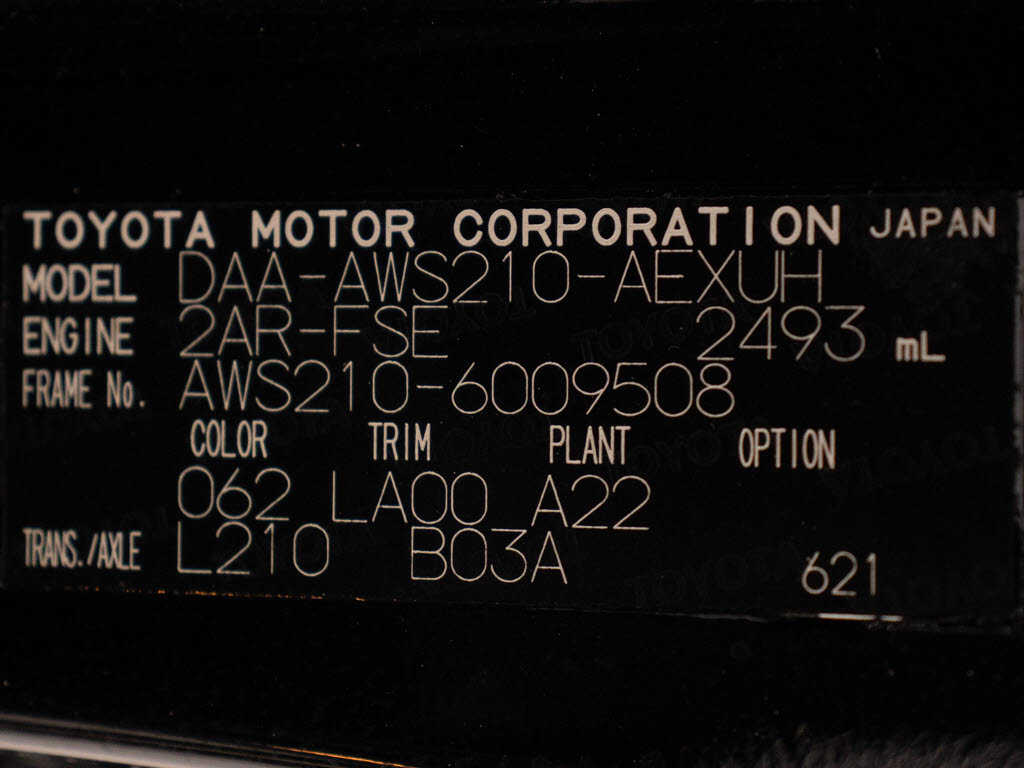 TOYOTA MOTOR CORPORATION JAPAN
MODEL DAA-AWS210-AEXUH
ENGINE 2AR-FSE 2493 mL
FRAME No. AWS210-6009508
COLOR TRIM PLANT OPTION
062 LA00 A22
TRANS./AXLE L210 B03A 621